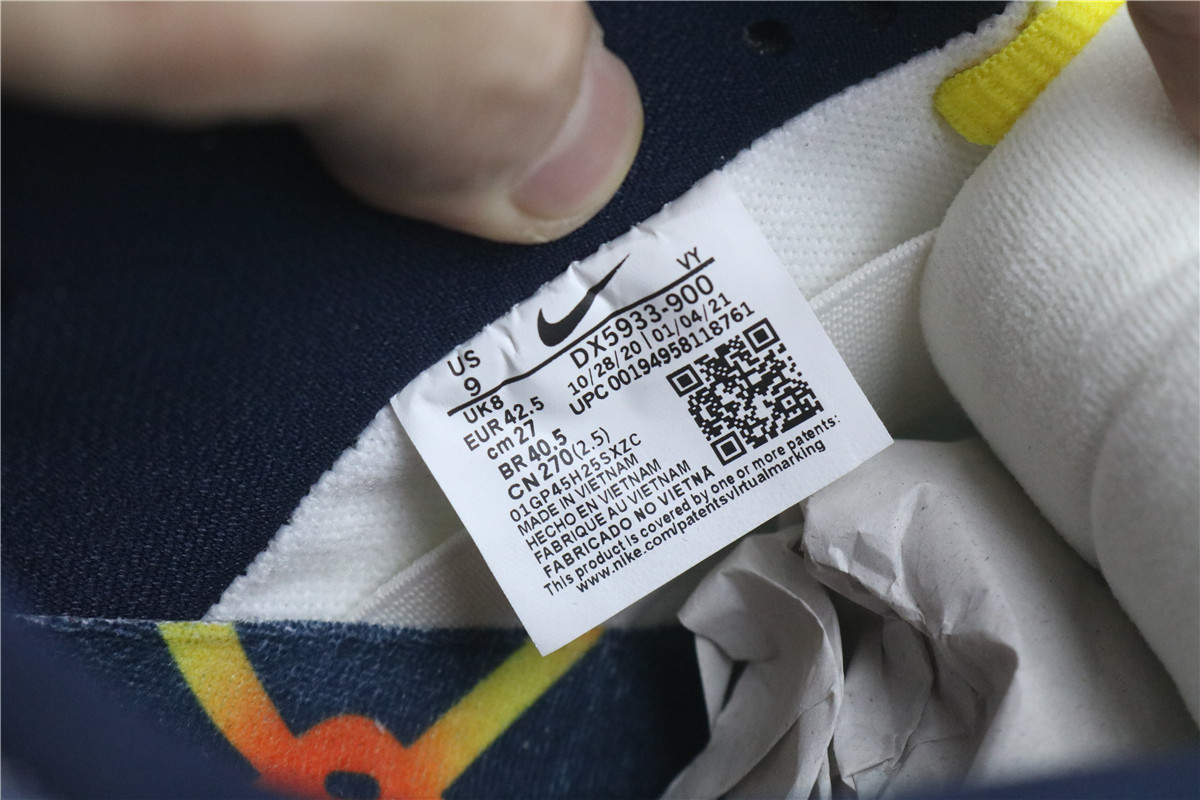 VY
US
9
DX5933-900
10/28/20 | 01/04/21
UPC 00194958118761
UK8
EUR 42.5
cm 27
BR 40.5
CN 270(2.5)
01GP45H25SXZC
MADE IN VIETNAM
HECHO EN VIETNAM
FABRIQUE AU VIETNAM
FABRICADO NO VIETNÃ
This product is covered by one or more patents:
www.nike.com/patentsvirtualmarking